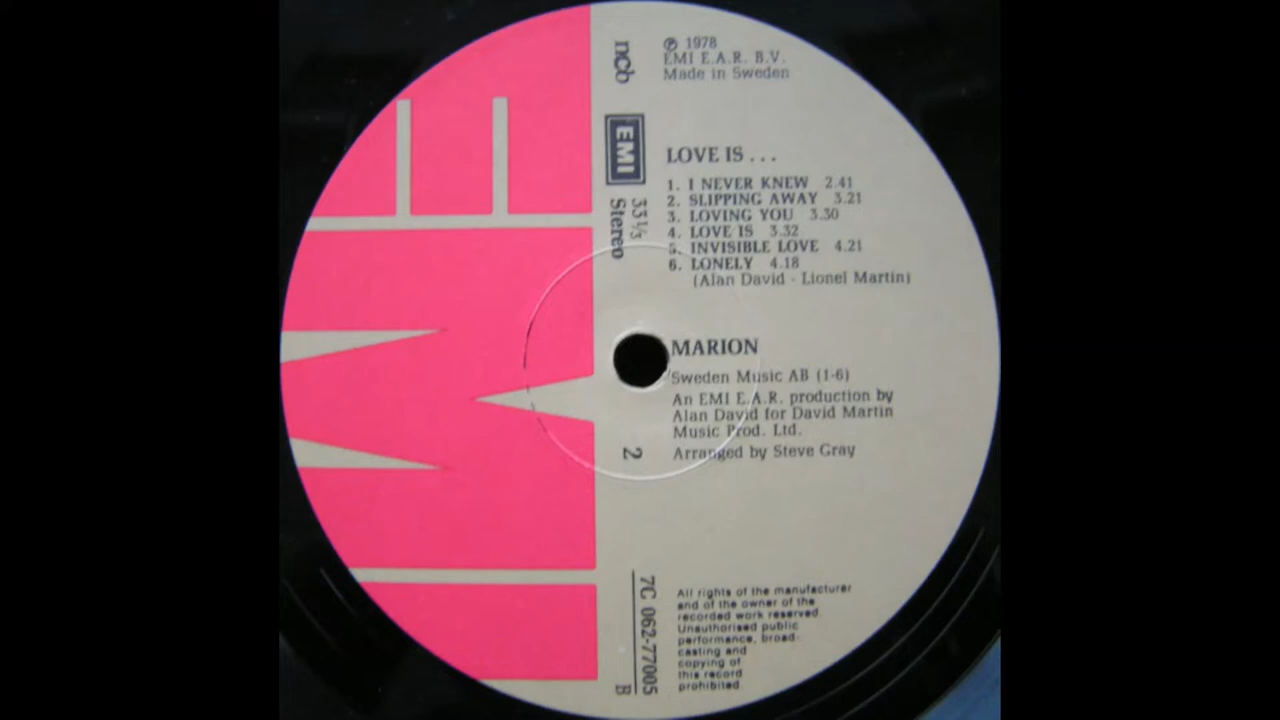 ncb
EMI
33⅓
Stereo
2
7C 062-77005
B
℗ 1978
EMI E.A.R. B.V.
Made in Sweden
LOVE IS . . .
1. I NEVER KNEW 2.41
2. SLIPPING AWAY 3.21
3. LOVING YOU 3.30
4. LOVE IS 3.32
5. INVISIBLE LOVE 4.21
6. LONELY 4.18
(Alan David - Lionel Martin)
MARION
Sweden Music AB (1-6)
An EMI E.A.R. production by
Alan David for David Martin
Music Prod. Ltd.
Arranged by Steve Gray
All rights of the manufacturer
and of the owner of the
recorded work reserved.
Unauthorised public
performance, broad-
casting and
copying of
this record
prohibited
EMI